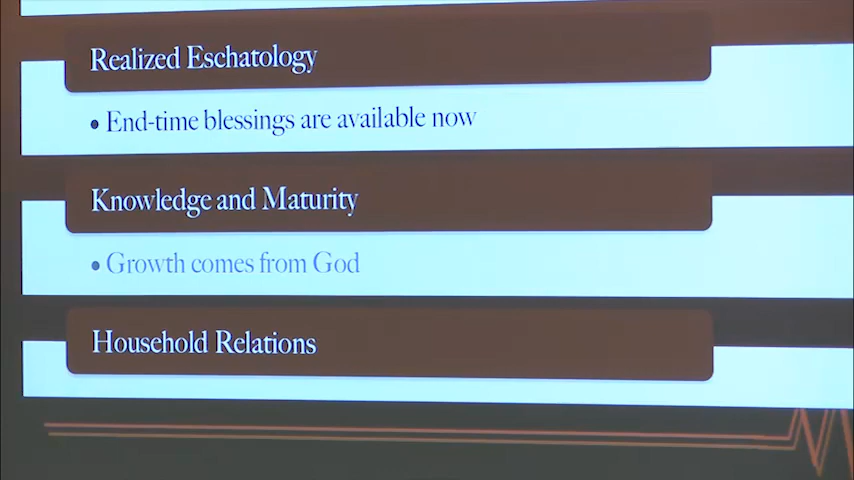 Realized Eschatology
• End-time blessings are available now
Knowledge and Maturity
• Growth comes from God
Household Relations